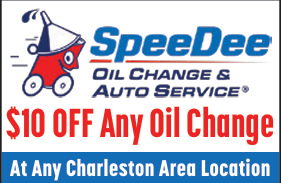 SpeeDee
OIL CHANGE &
AUTO SERVICE®
$10 OFF Any Oil Change
At Any Charleston Area Location